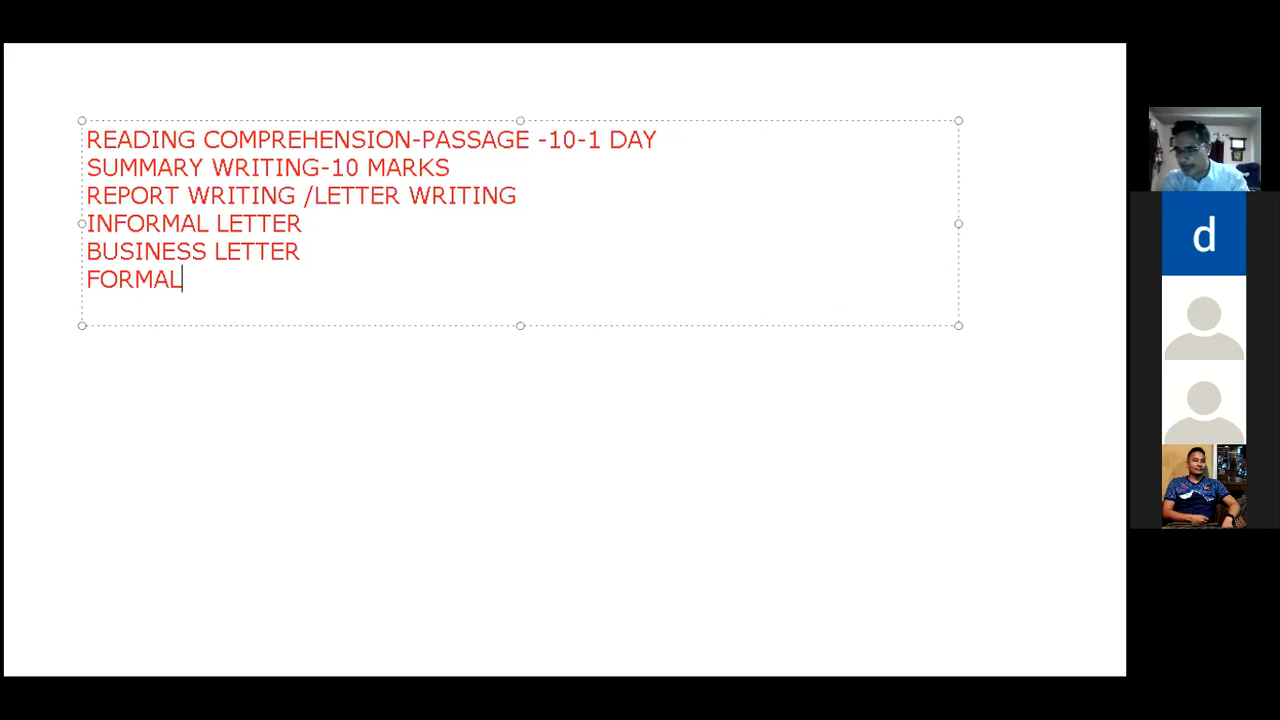 READING COMPREHENSION-PASSAGE -10-1 DAY
SUMMARY WRITING-10 MARKS
REPORT WRITING /LETTER WRITING
INFORMAL LETTER
BUSINESS LETTER
FORMAL
d